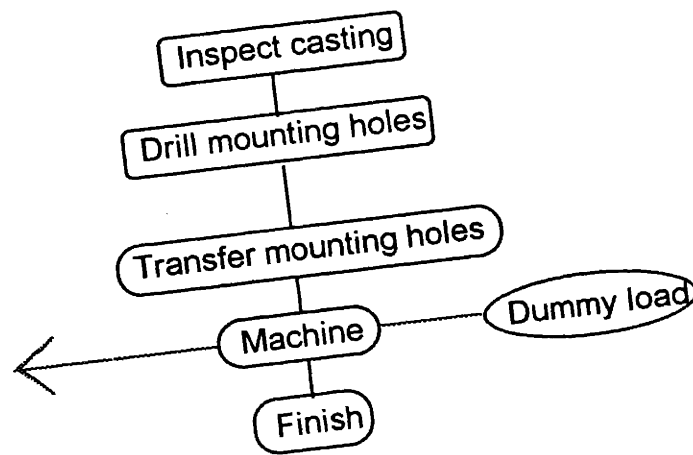 Inspect casting
Drill mounting holes
Transfer mounting holes
Dummy load
Machine
Finish